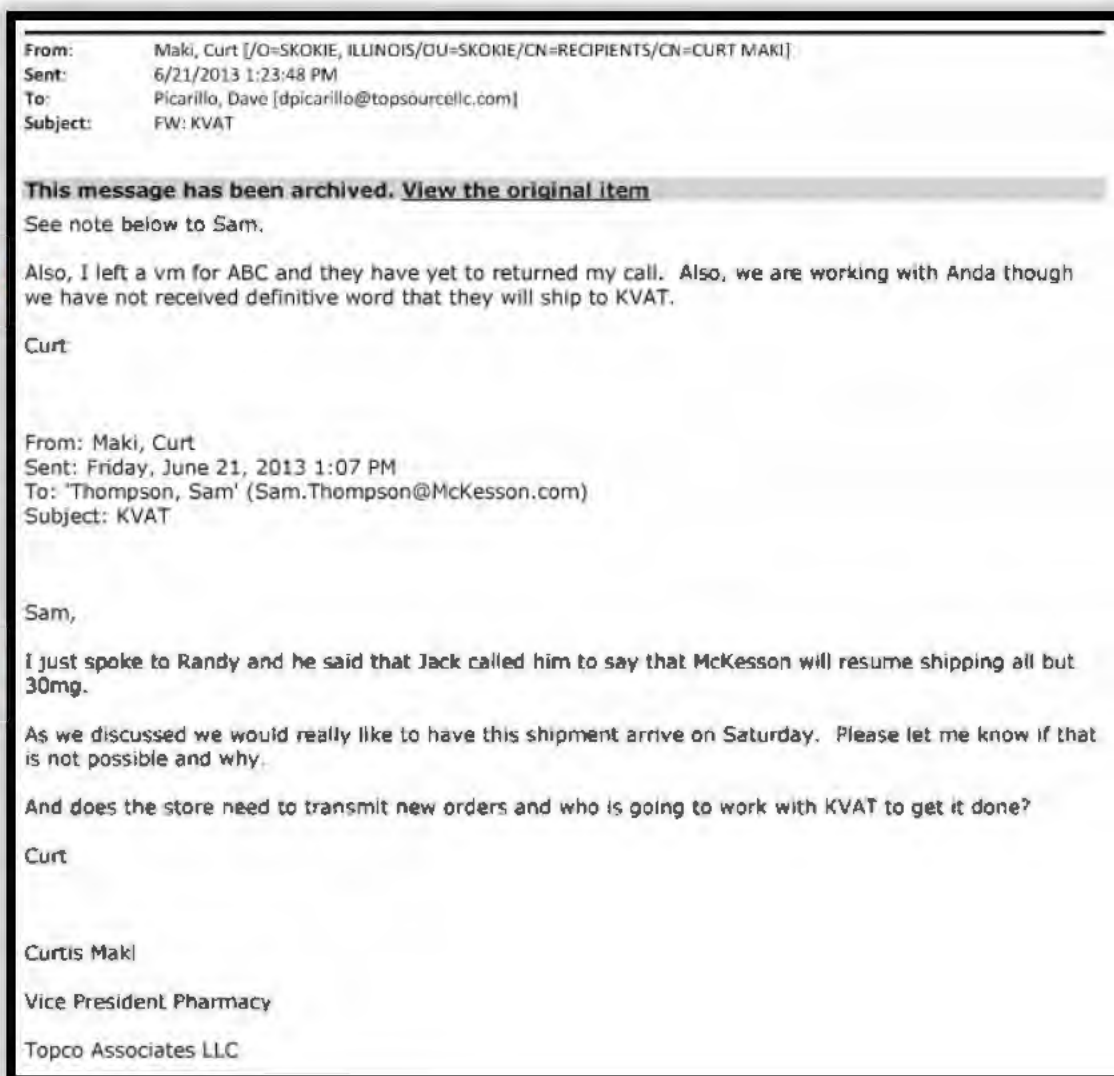 From: Maki, Curt [/O=SKOKIE, ILLINOIS/OU=SKOKIE/CN=RECIPIENTS/CN=CURT MAKI]
Sent: 6/21/2013 1:23:48 PM
To: Picarillo, Dave [dpicarillo@topsourcellc.com]
Subject: FW: KVAT
This message has been archived. View the original item
See note below to Sam.
Also, I left a vm for ABC and they have yet to returned my call. Also, we are working with Anda though
we have not received definitive word that they will ship to KVAT.
Curt
From: Maki, Curt
Sent: Friday, June 21, 2013 1:07 PM
To: 'Thompson, Sam' (Sam.Thompson@McKesson.com)
Subject: KVAT
Sam,
I just spoke to Randy and he said that Jack called him to say that McKesson will resume shipping all but
30mg.
As we discussed we would really like to have this shipment arrive on Saturday. Please let me know if that
is not possible and why.
And does the store need to transmit new orders and who is going to work with KVAT to get it done?
Curt
Curtis Maki
Vice President Pharmacy
Topco Associates LLC